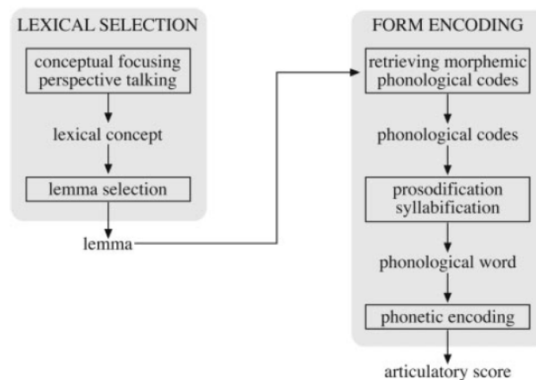 LEXICAL SELECTION
conceptual focusing
perspective talking
lexical concept
lemma selection
lemma
FORM ENCODING
retrieving morphemic
phonological codes
phonological codes
prosodification
syllabification
phonological word
phonetic encoding
articulatory score